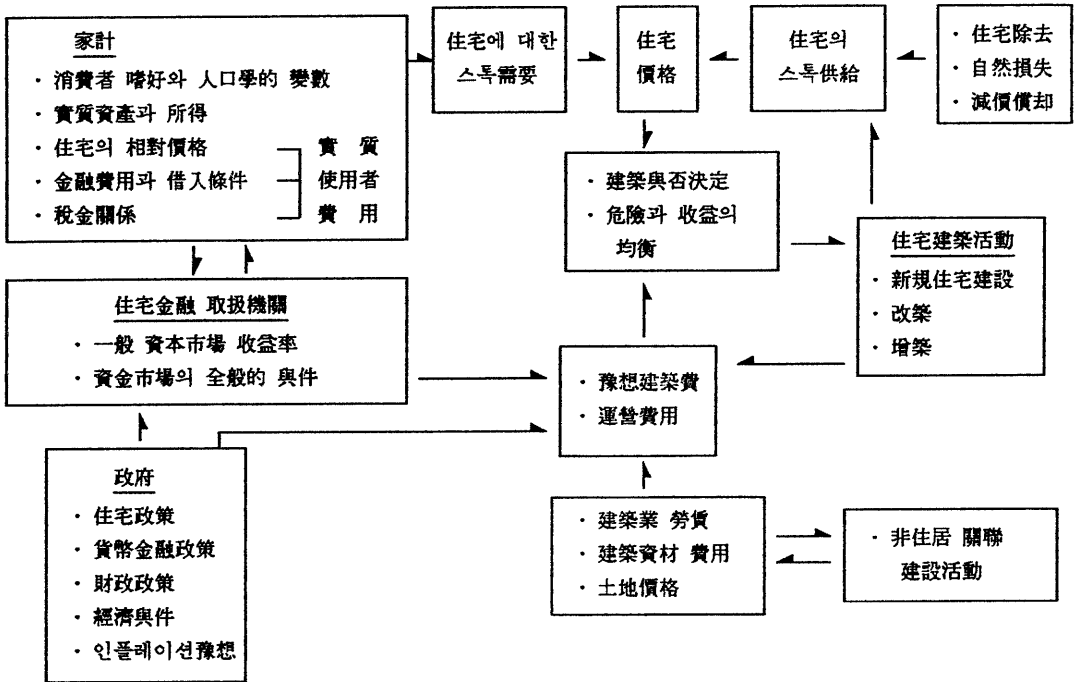 家計
· 消費者 嗜好와 人口學的 變數
· 實質資產과 所得
· 住宅의 相對價格
· 金融費用과 借入條件
· 稅金關係
實 質
使用者
費 用
住宅에 대한
스톡需要
住宅
價格
住宅의
스톡供給
· 住宅除去
· 自然損失
· 減價償却
· 建築與否決定
· 危險과 收益의
均衡
住宅建築活動
· 新規住宅建設
· 改築
· 增築
住宅金融 取扱機關
· 一般 資本市場 收益率
· 資金市場의 全般的 與件
· 豫想建築費
· 運營費用
政府
· 住宅政策
· 貨幣金融政策
· 財政政策
· 經濟與件
· 인플레이션豫想
· 建築業 勞賃
· 建築資材 費用
· 土地價格
· 非住居 關聯
建設活動